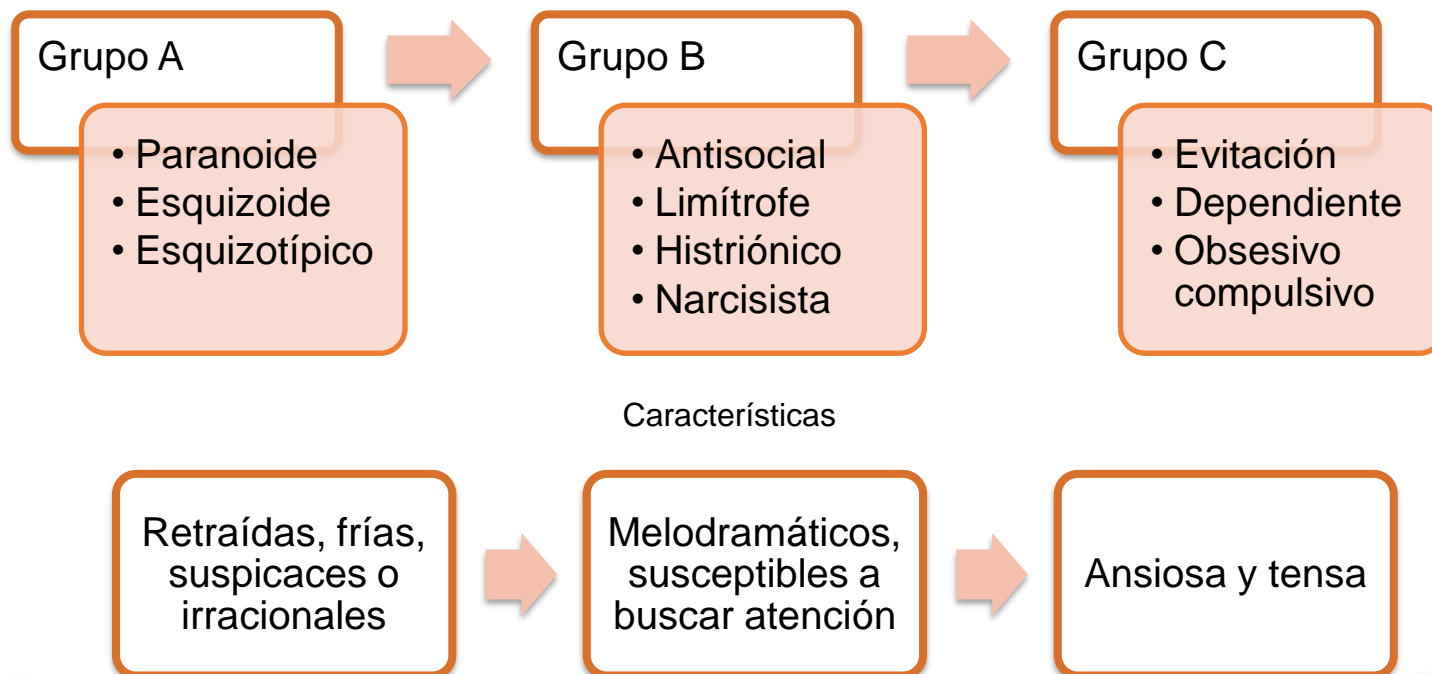 Grupo A
• Paranoide
• Esquizoide
• Esquizotípico
Grupo B
• Antisocial
• Limítrofe
• Histriónico
• Narcisista
Grupo C
• Evitación
• Dependiente
• Obsesivo
compulsivo
Características
Retraídas, frías,
suspicaces o
irracionales
Melodramáticos,
susceptibles a
buscar atención
Ansiosa y tensa